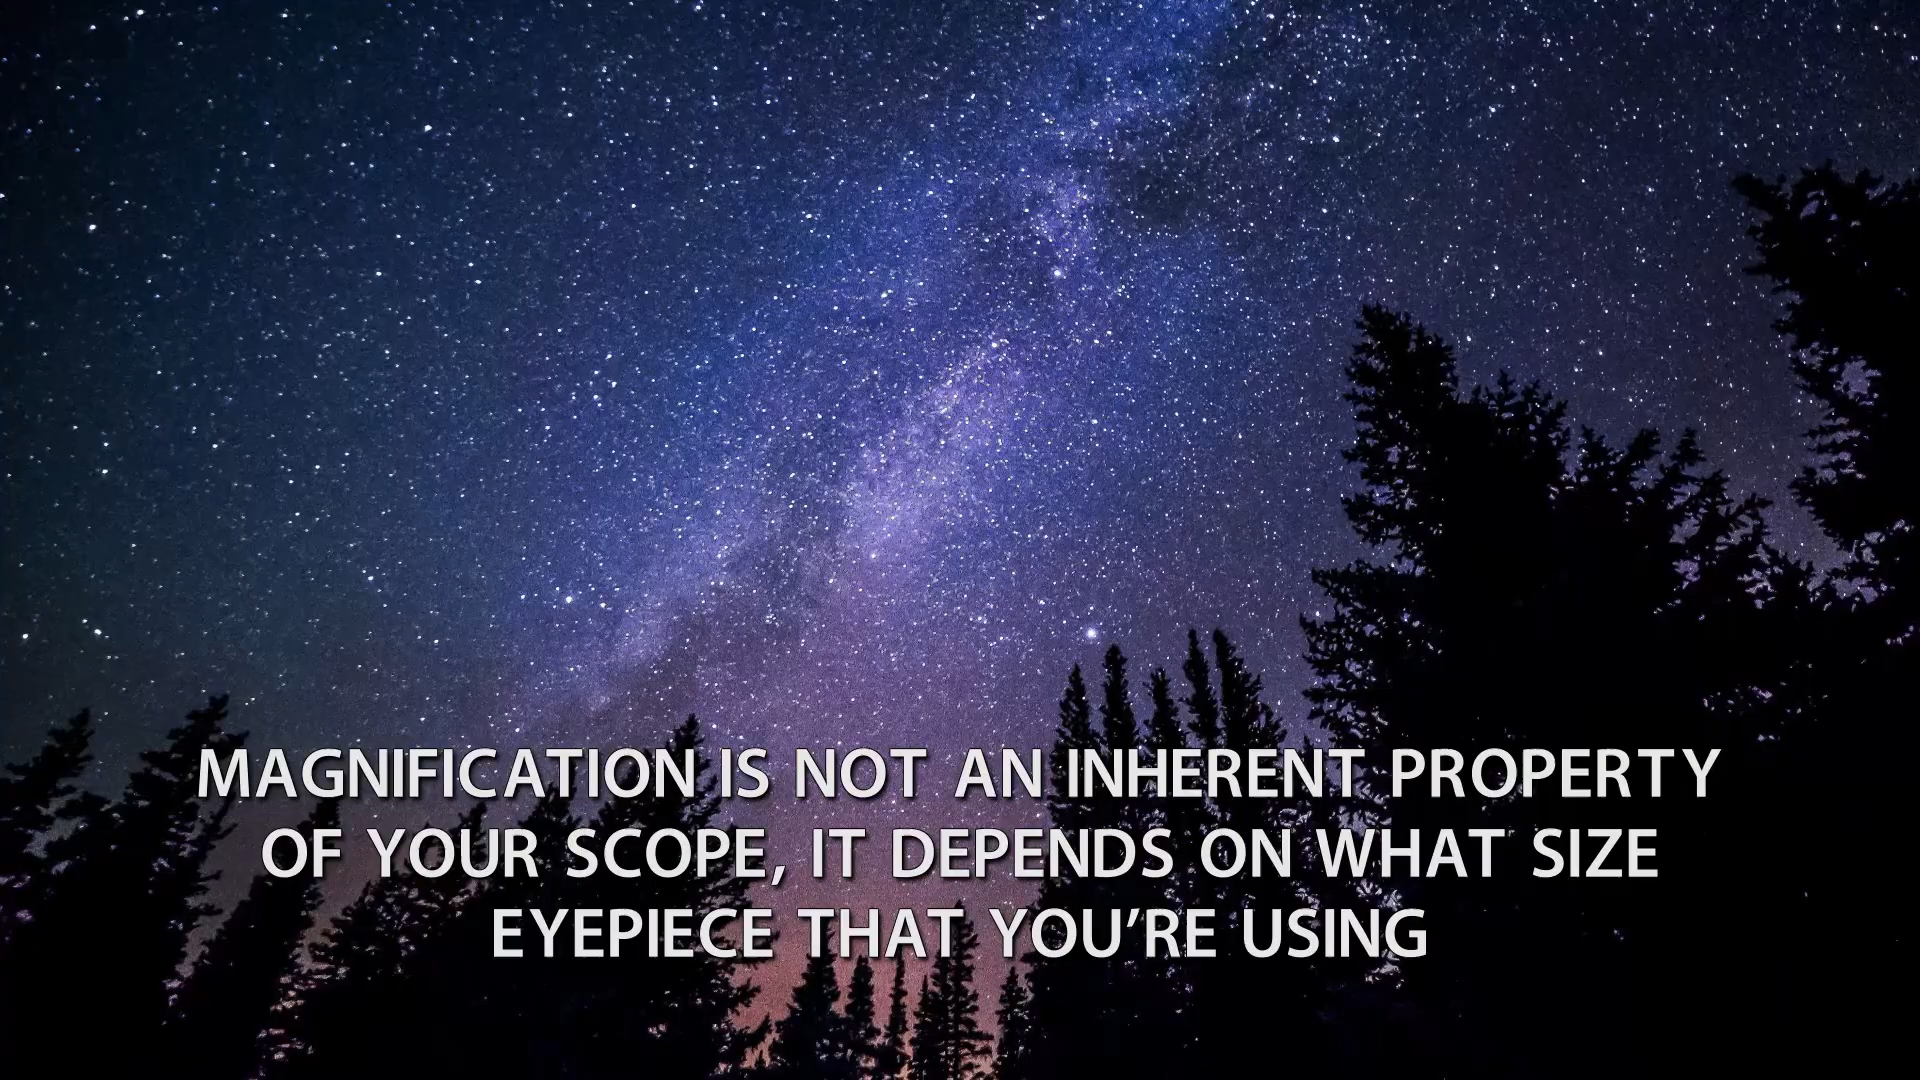 MAGNIFICATION IS NOT AN INHERENT PROPERTY
OF YOUR SCOPE, IT DEPENDS ON WHAT SIZE
EYEPIECE THAT YOU’RE USING